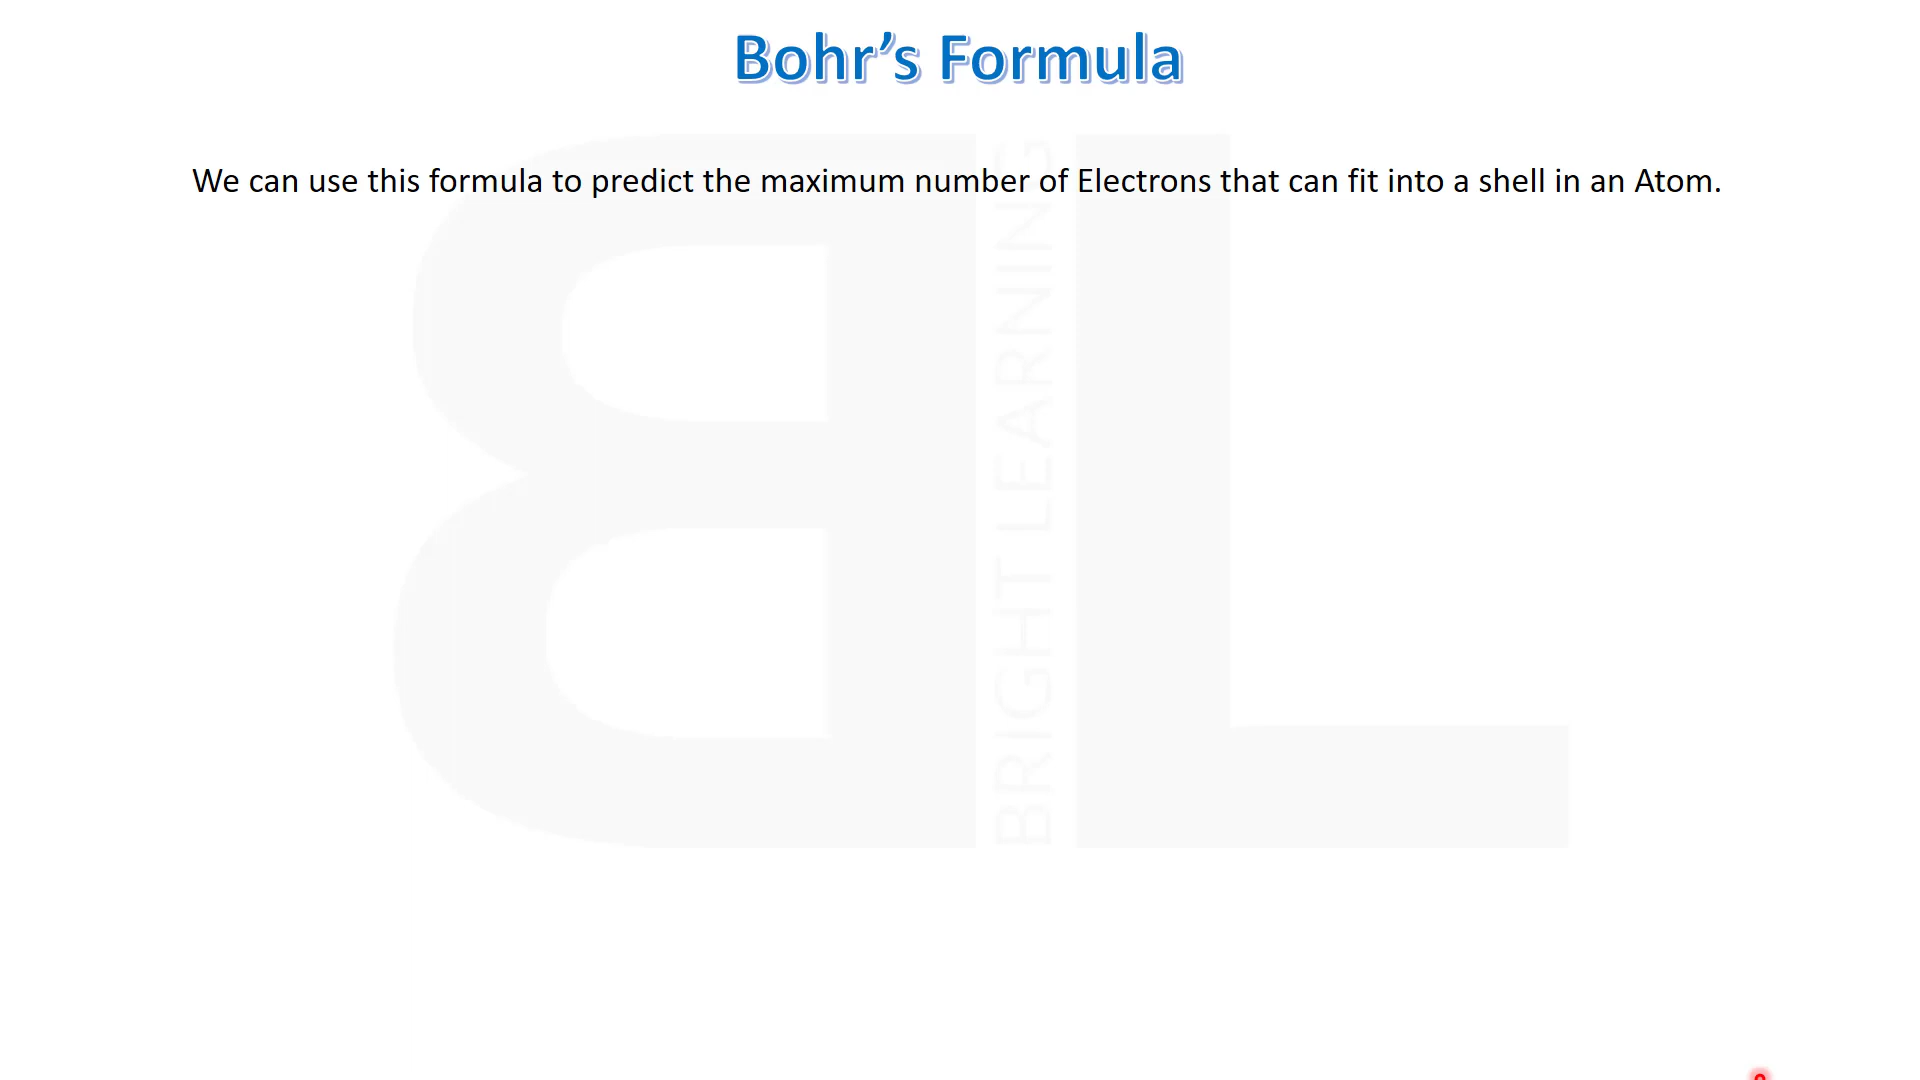 Bohr’s Formula
We can use this formula to predict the maximum number of Electrons that can fit into a shell in an Atom.
BRIGHT LEARNING
BL